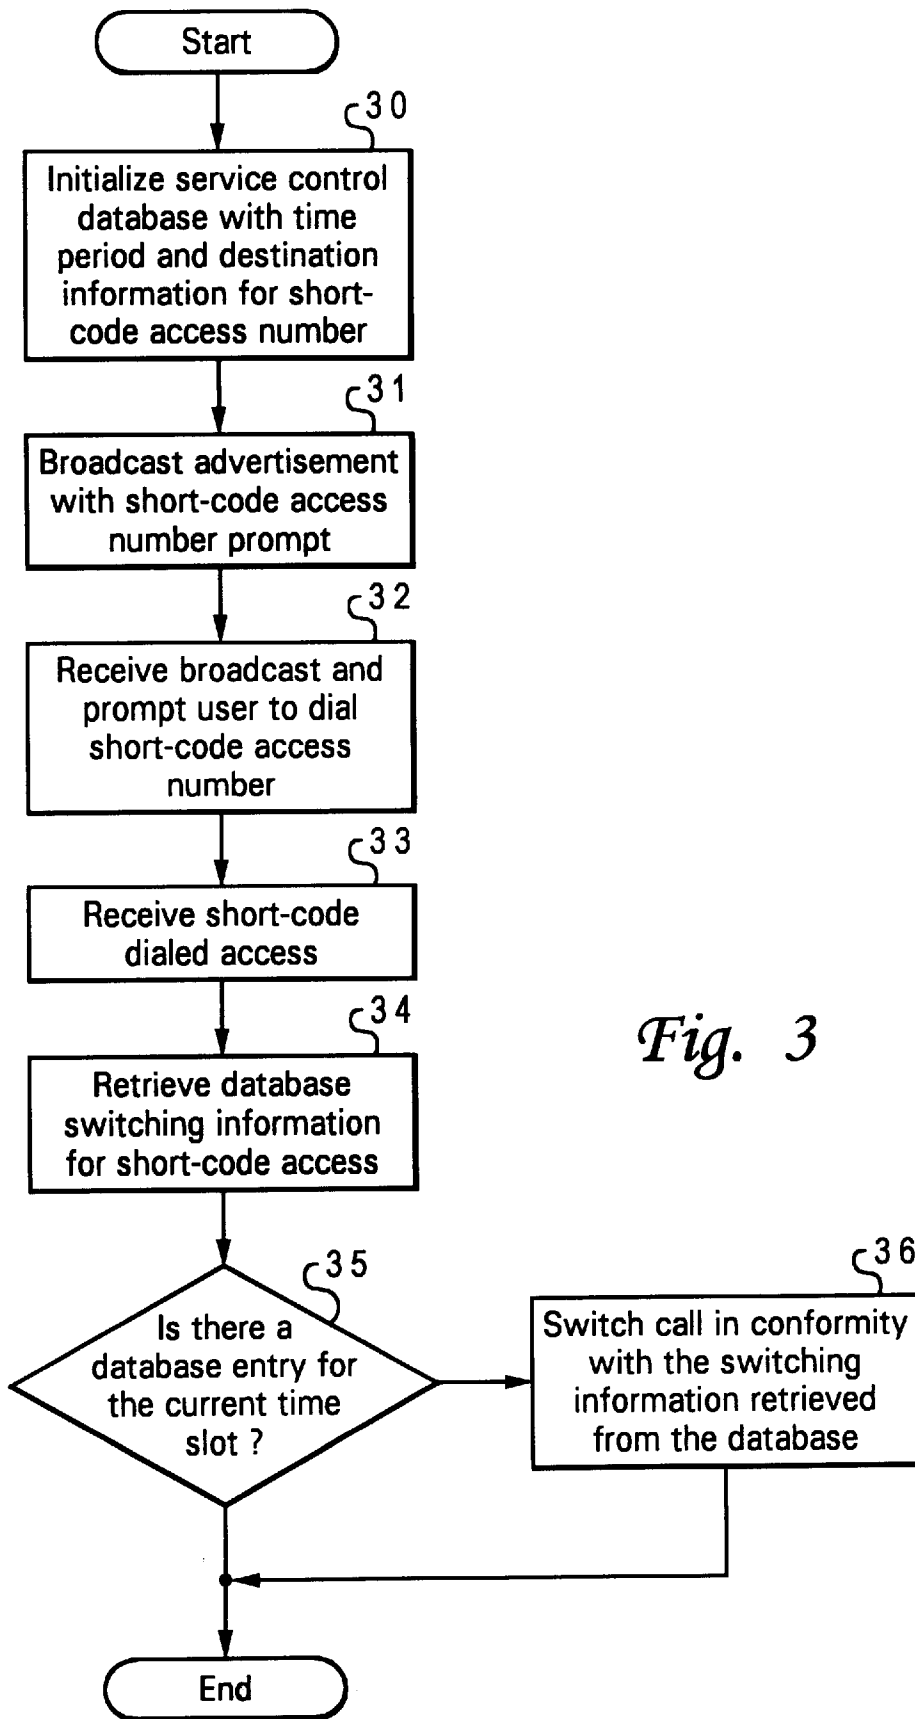 Start
30
Initialize service control
database with time
period and destination
information for short-
code access number
31
Broadcast advertisement
with short-code access
number prompt
32
Receive broadcast and
prompt user to dial
short-code access
number
33
Receive short-code
dialed access
34
Retrieve database
switching information
for short-code access
Fig. 3
35
Is there a
database entry for
the current time
slot ?
36
Switch call in conformity
with the switching
information retrieved
from the database
End